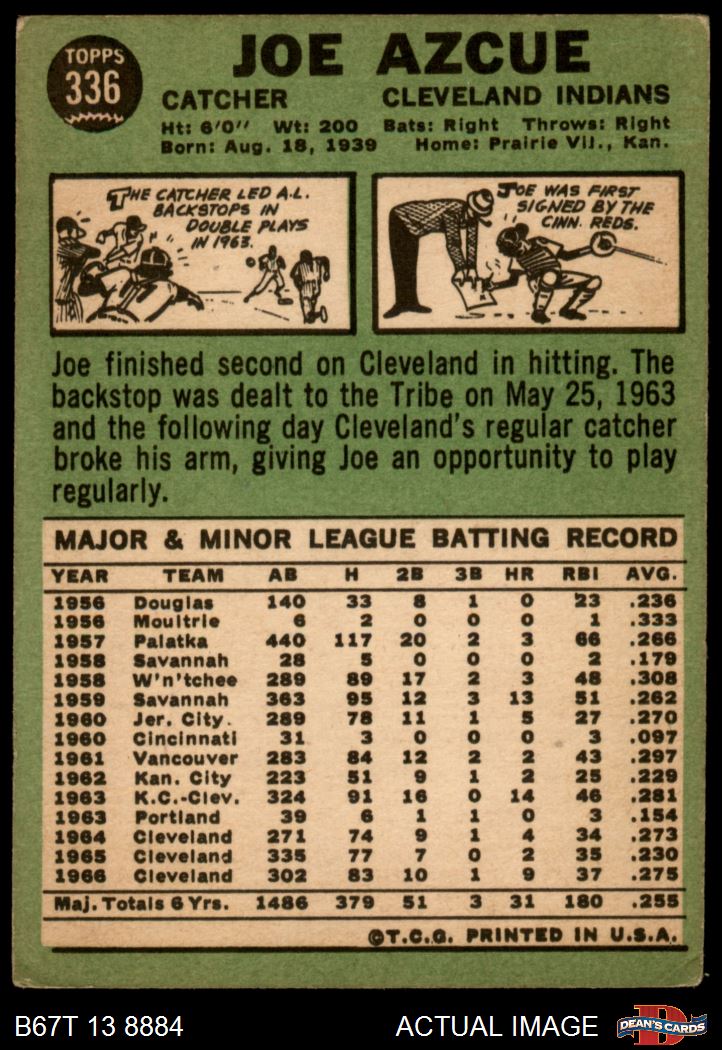 TOPPS
336
JOE AZCUE
CATCHER CLEVELAND INDIANS
Ht: 6'0" Wt: 200 Bats: Right Throws: Right
Born: Aug. 18, 1939 Home: Prairie Vil., Kan.
THE CATCHER LED A.L.
BACKSTOPS IN
DOUBLE PLAYS
IN 1963.
JOE WAS FIRST
SIGNED BY THE
CINN. REDS.
Joe finished second on Cleveland in hitting. The
backstop was dealt to the Tribe on May 25, 1963
and the following day Cleveland's regular catcher
broke his arm, giving Joe an opportunity to play
regularly.
MAJOR & MINOR LEAGUE BATTING RECORD
YEAR TEAM AB H 2B 3B HR RBI AVG.
1956 Douglas 140 33 8 1 0 23 .236
1956 Moultrie 6 2 0 0 0 1 .333
1957 Palatka 440 117 20 2 3 66 .266
1958 Savannah 28 5 0 0 0 2 .179
1958 W'n'tchee 289 89 17 2 3 48 .308
1959 Savannah 363 95 12 3 13 51 .262
1960 Jer. City. 289 78 11 1 5 27 .270
1960 Cincinnati 31 3 0 0 0 3 .097
1961 Vancouver 283 84 12 2 2 43 .297
1962 Kan. City 223 51 9 1 2 25 .229
1963 K.C.-Clev. 324 91 16 0 14 46 .281
1963 Portland 39 6 1 1 0 3 .154
1964 Cleveland 271 74 9 1 4 34 .273
1965 Cleveland 335 77 7 0 2 35 .230
1966 Cleveland 302 83 10 1 9 37 .275
Maj. Totals 6 Yrs. 1486 379 51 3 31 180 .255
©T.C.G. PRINTED IN U.S.A.
B67T 13 8884 ACTUAL IMAGE
D
DEAN'S CARDS